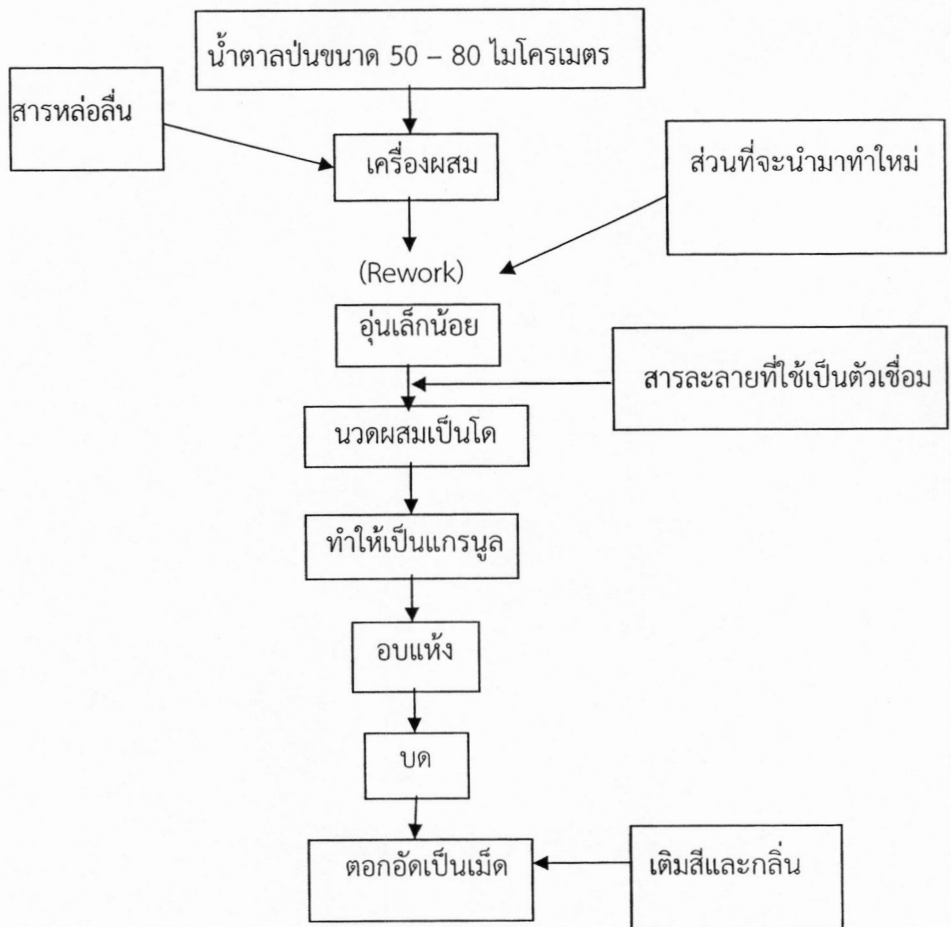 น้ำตาลป่นขนาด 50 – 80 ไมโครเมตร
สารหล่อลื่น
เครื่องผสม
ส่วนที่จะนำมาทำใหม่
(Rework)
อุ่นเล็กน้อย
สารละลายที่ใช้เป็นตัวเชื่อม
นวดผสมเป็นโด
ทำให้เป็นแกรนูล
อบแห้ง
บด
ตอกอัดเป็นเม็ด
เติมสีและกลิ่น